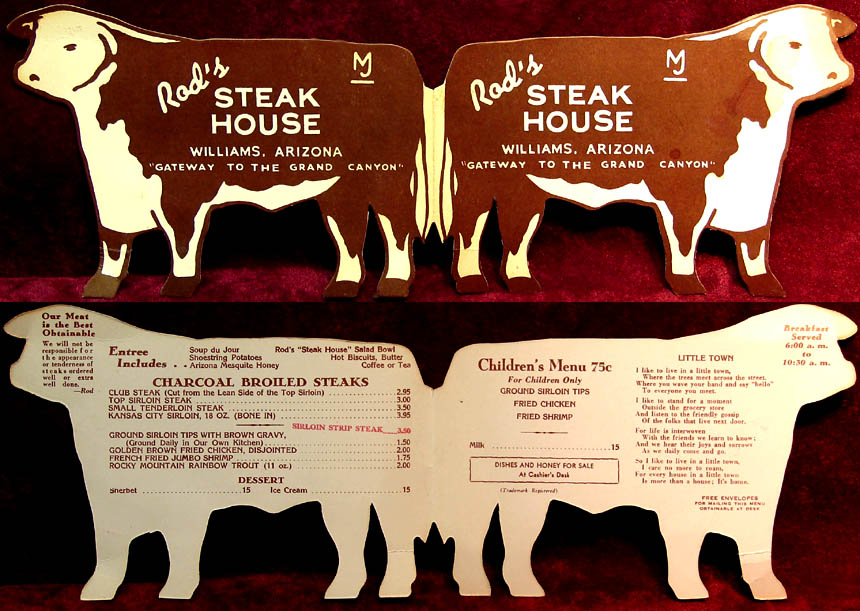 Rod's
STEAK
HOUSE
MJ
WILLIAMS, ARIZONA
"GATEWAY TO THE GRAND CANYON"
Rod's
STEAK
HOUSE
MJ
WILLIAMS, ARIZONA
"GATEWAY TO THE GRAND CANYON"
Our Meat
is the Best
Obtainable
We will not be
responsible for
the appearance
or tenderness of
steaks ordered
well or extra
well done.
—Rod
Entree
Includes . .
Soup du Jour
Shoestring Potatoes
Arizona Mesquite Honey
Rod's "Steak House" Salad Bowl
Hot Biscuits, Butter
Coffee or Tea
CHARCOAL BROILED STEAKS
CLUB STEAK (Cut from the Lean Side of the Top Sirloin) 2.95
TOP SIRLOIN STEAK 3.00
SMALL TENDERLOIN STEAK 3.50
KANSAS CITY SIRLOIN, 18 OZ. (BONE IN) 3.95
SIRLOIN STRIP STEAK 3.50
GROUND SIRLOIN TIPS WITH BROWN GRAVY,
(Ground Daily in Our Own Kitchen) 1.50
GOLDEN BROWN FRIED CHICKEN, DISJOINTED 2.00
FRENCH FRIED JUMBO SHRIMP 1.75
ROCKY MOUNTAIN RAINBOW TROUT (11 oz.) 2.00
DESSERT
Sherbet .15 Ice Cream .15
Children's Menu 75c
For Children Only
GROUND SIRLOIN TIPS
FRIED CHICKEN
FRIED SHRIMP
Milk .15
DISHES AND HONEY FOR SALE
At Cashier's Desk
(Trademark Registered)
Breakfast
Served
6:00 a. m.
to
10:30 a. m.
LITTLE TOWN
I like to live in a little town,
Where the trees meet across the street.
Where you wave your hand and say "hello"
To everyone you meet.
I like to stand for a moment
Outside the grocery store
And listen to the friendly gossip
Of the folks that live next door.
For life is interwoven
With the friends we learn to know;
And we hear their joys and sorrows
As we daily come and go.
So I like to live in a little town,
I care no more to roam,
For every house in a little town
Is more than a house; It's home.
FREE ENVELOPES
FOR MAILING THIS MENU
OBTAINABLE AT DESK